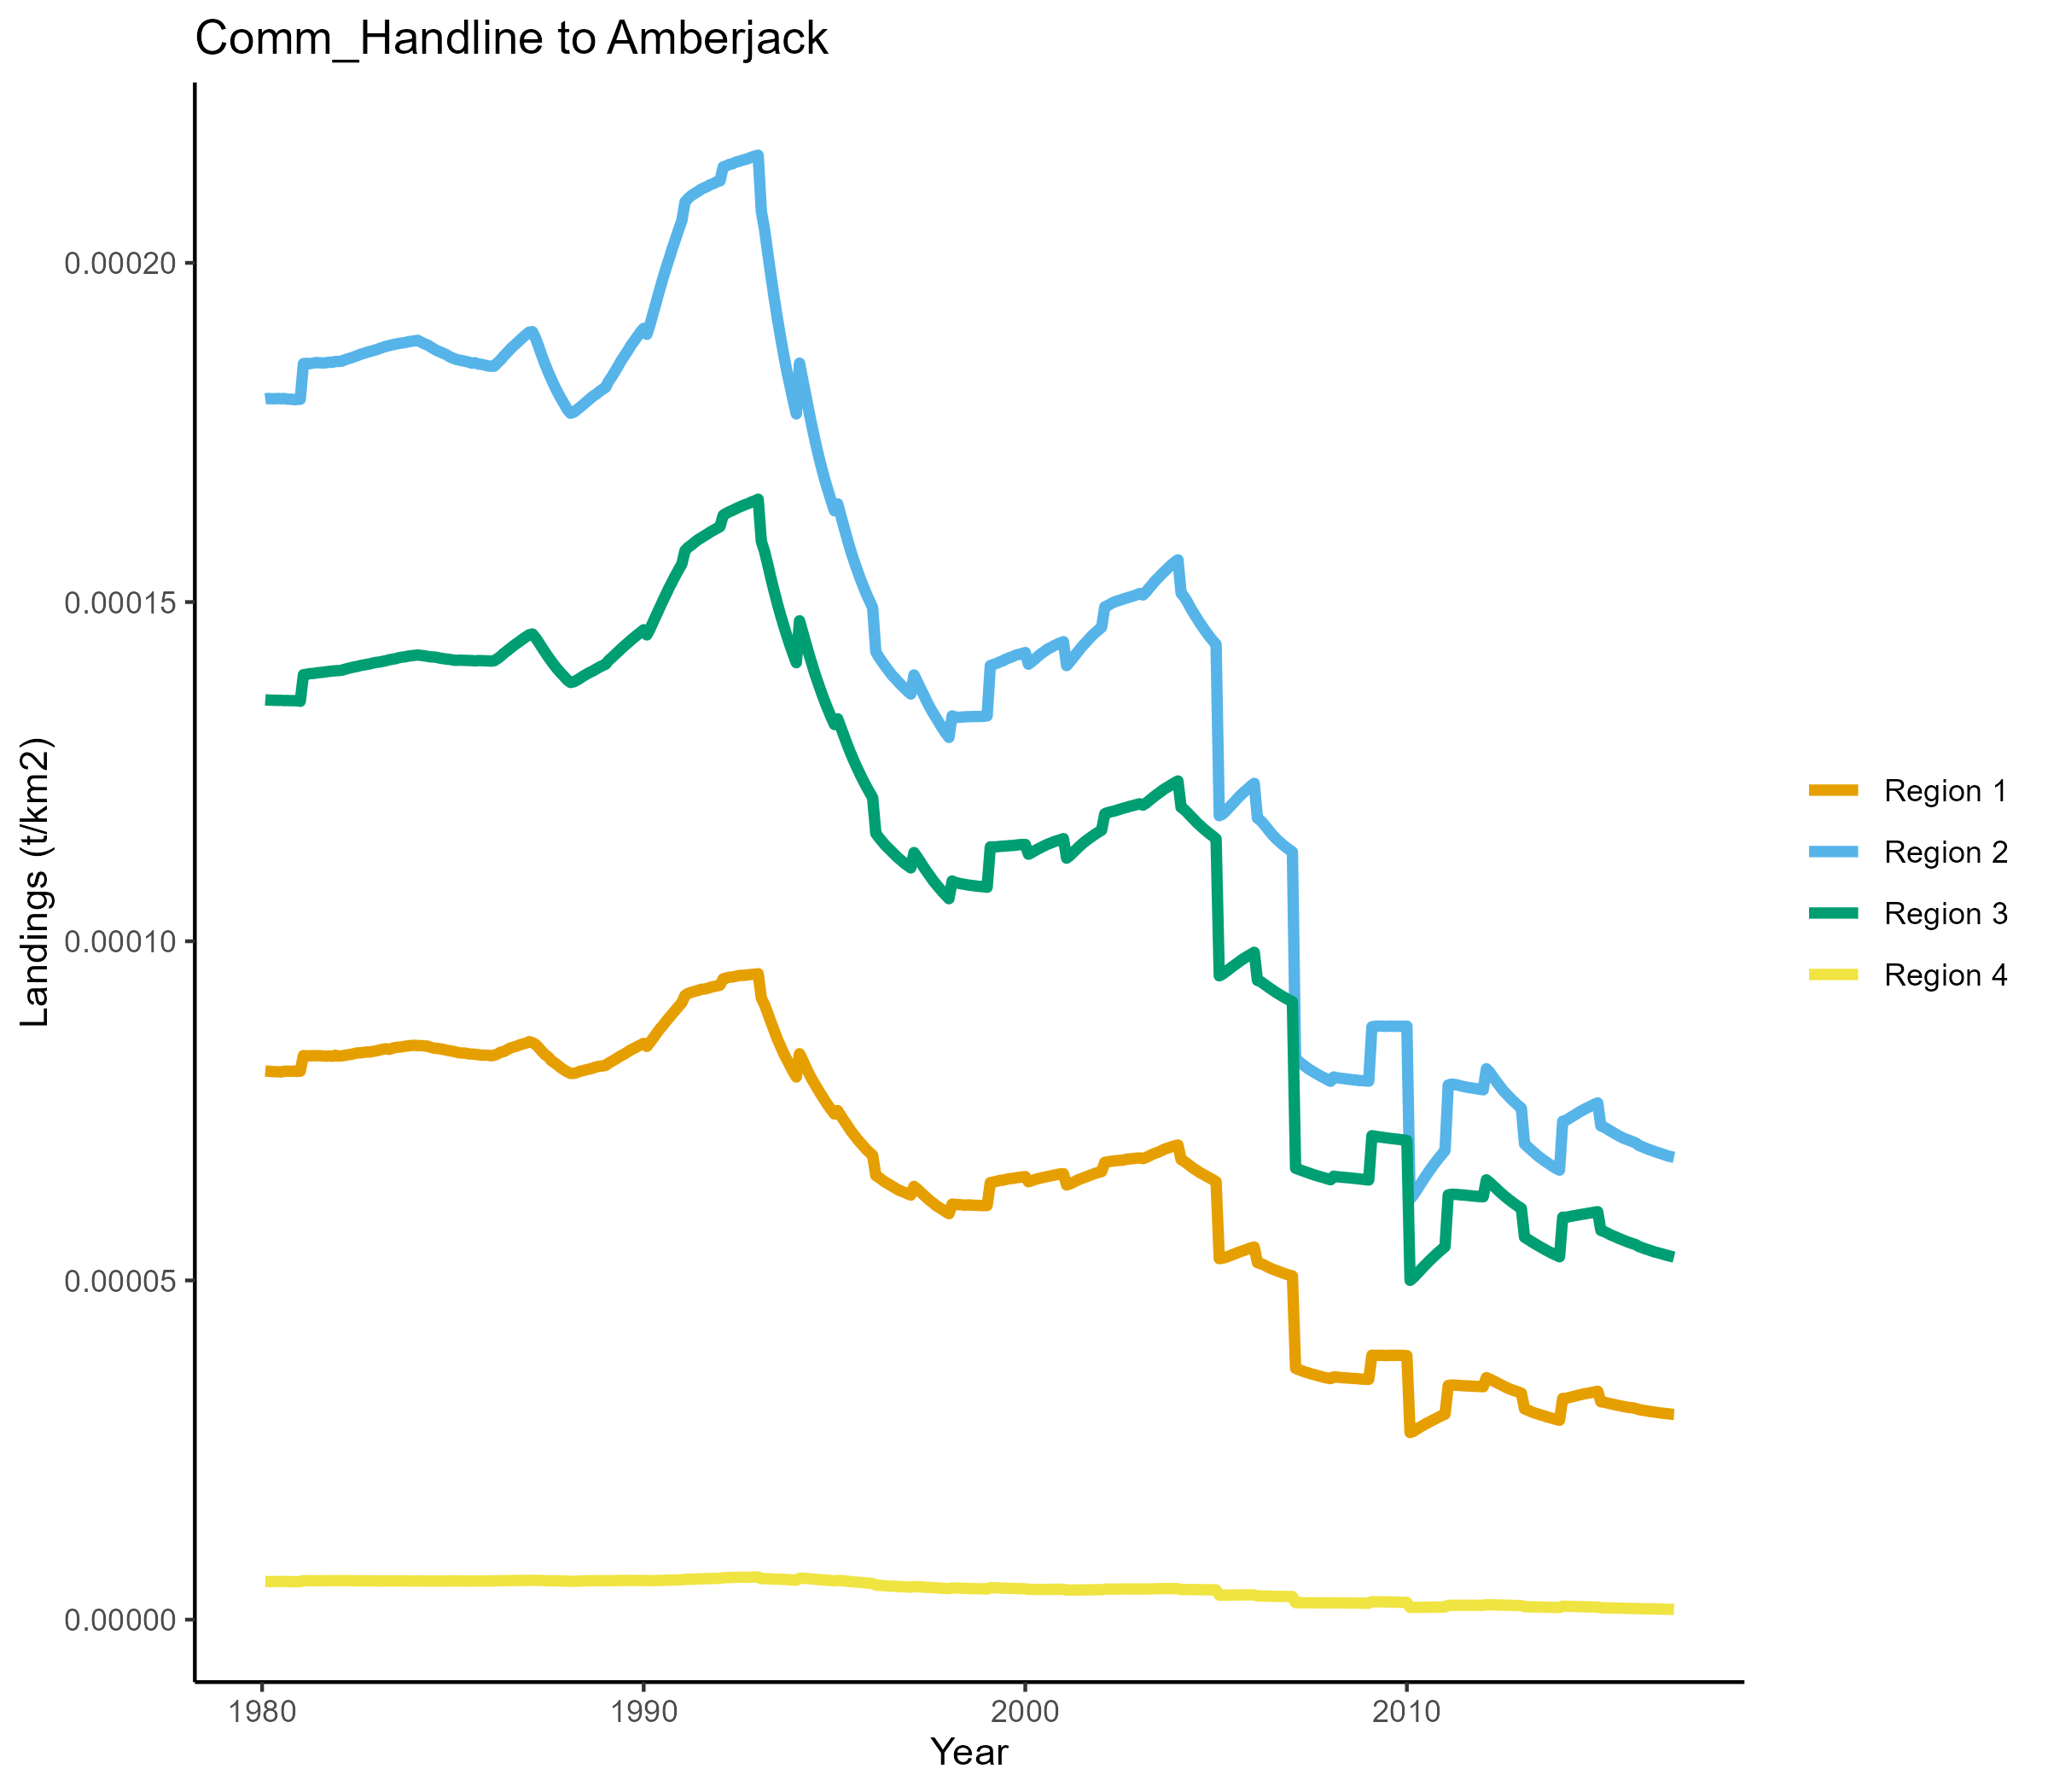 Comm_Handline to Amberjack
Landings (t/km2)
0.00020
0.00015
0.00010
0.00005
0.00000
1980
1990
2000
2010
Year
Region 1
Region 2
Region 3
Region 4